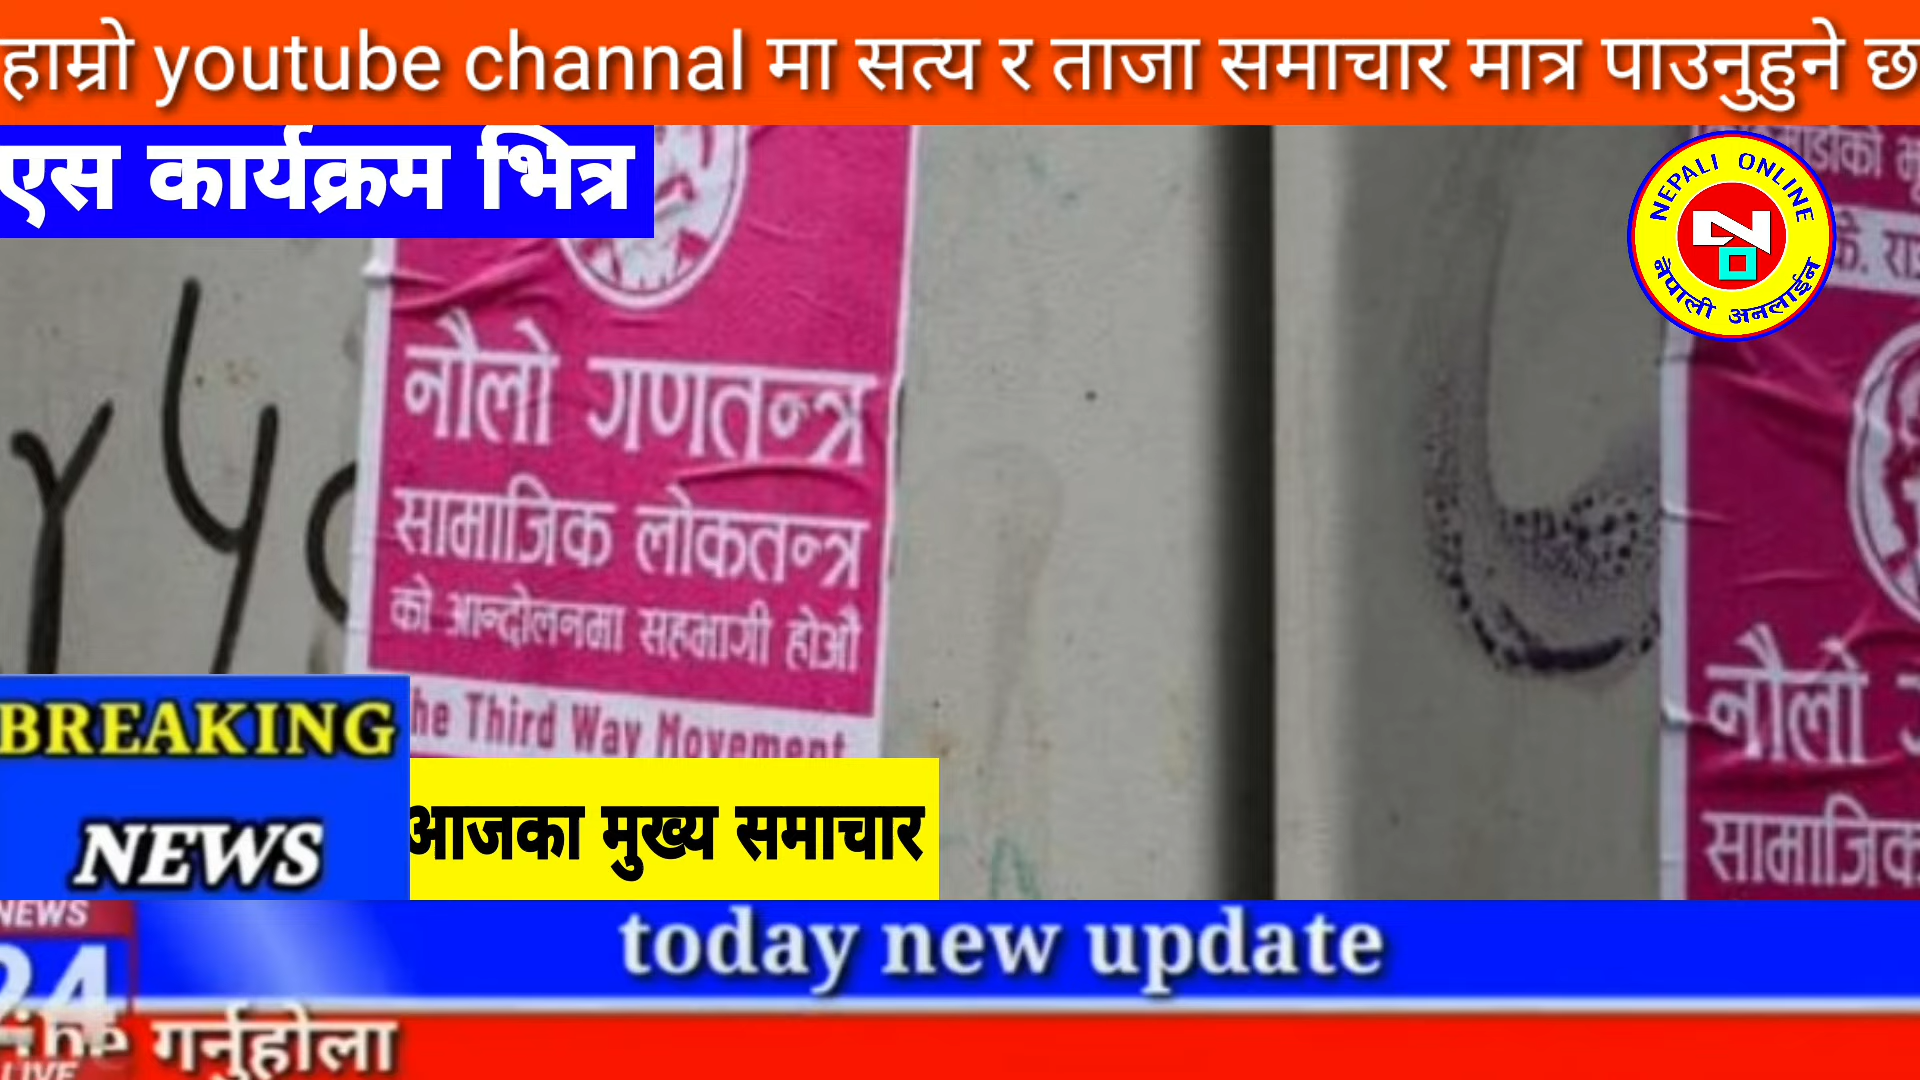 हाम्रो youtube channal मा सत्य र ताजा समाचार मात्र पाउनुहुने छ
एस कार्यक्रम भित्र
NEPALI ONLINE
नेपाली अनलाईन
नौलो गणतन्त्र
सामाजिक लोकतन्त्र
को आन्दोलनमा सहभागी होऔ
he Third Way Movement
नौलो
सामाजिक
BREAKING
NEWS
आजका मुख्य समाचार
today new update
NEWS
24
LIVE
गर्नुहोला